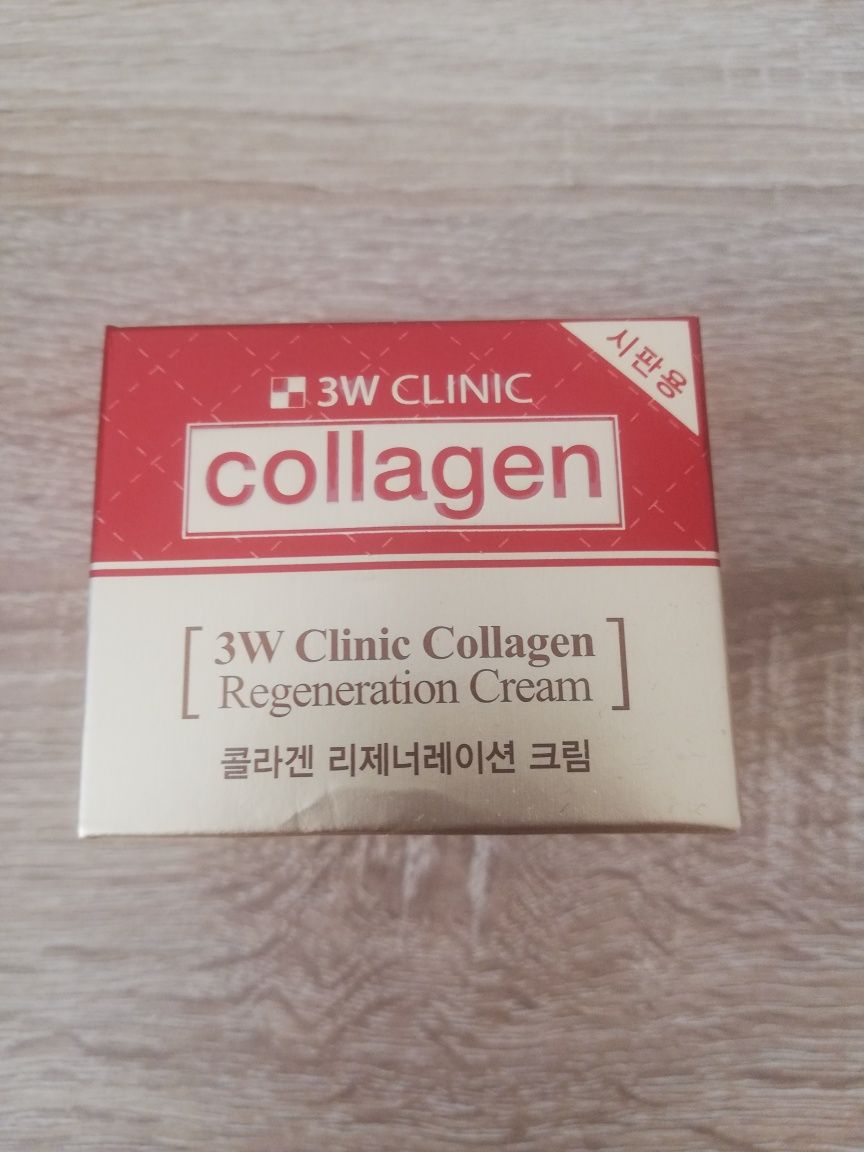 시판용
3W CLINIC
collagen
[ 3W Clinic Collagen
Regeneration Cream ]
콜라겐 리제너레이션 크림